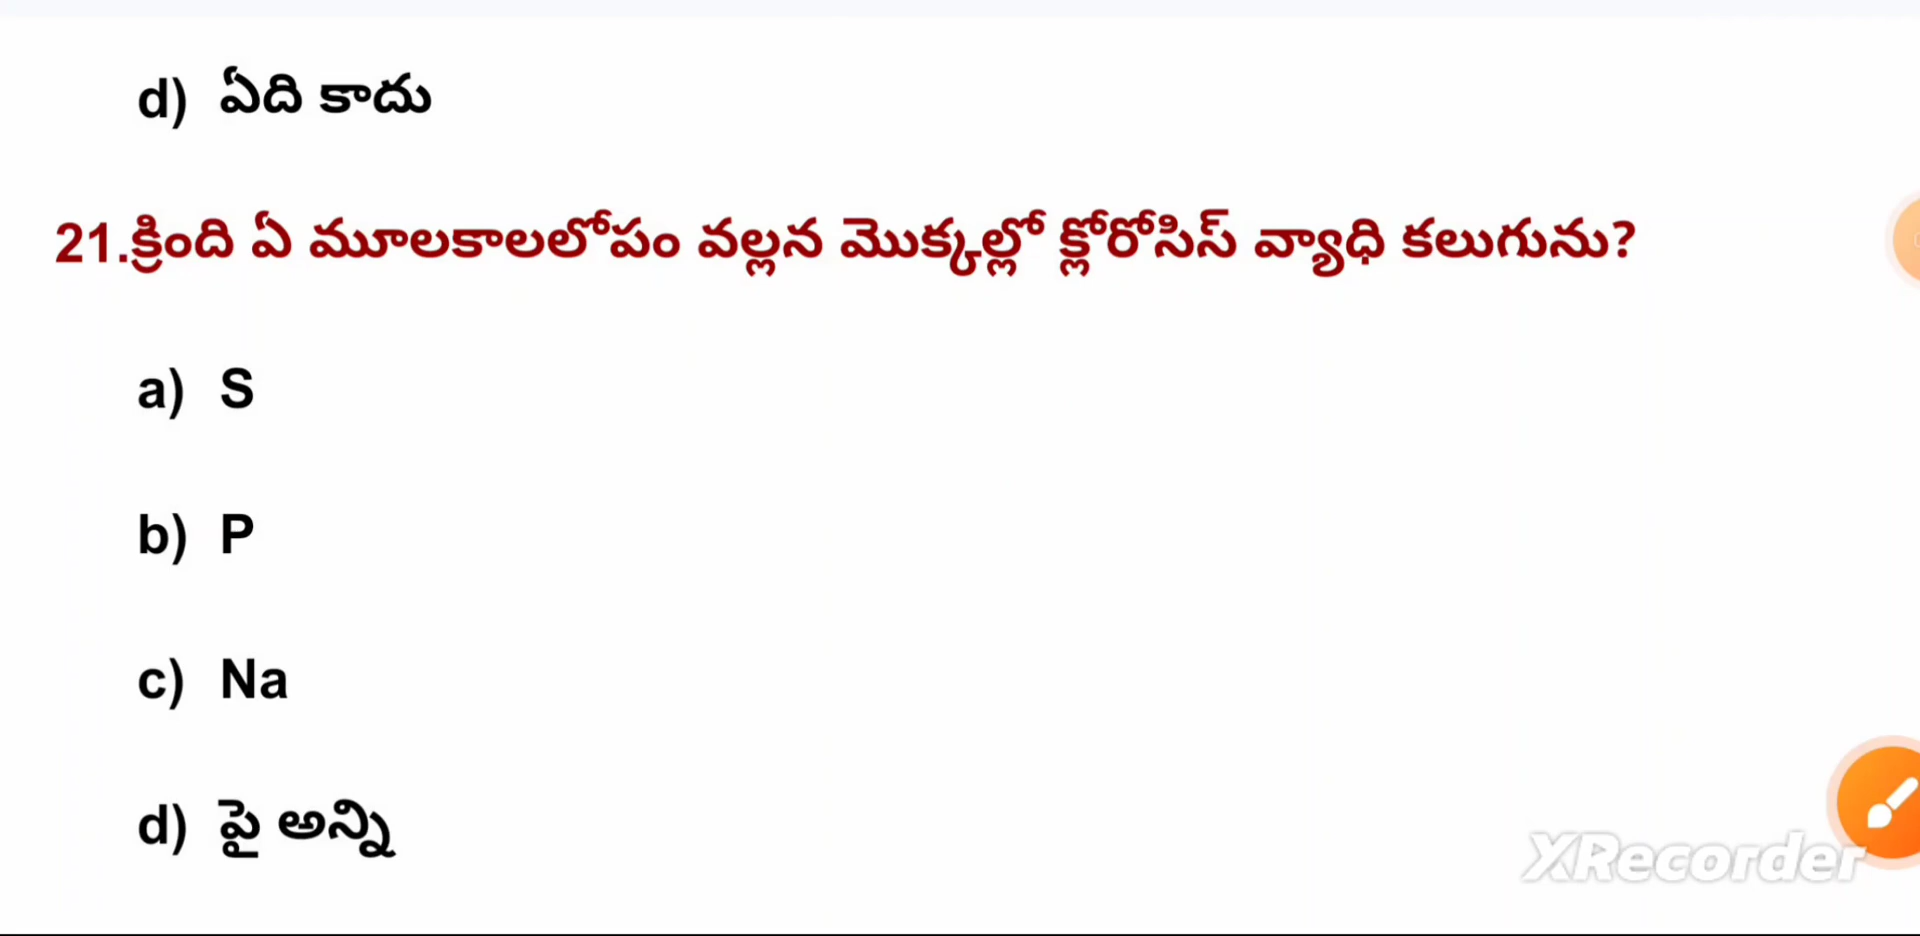 d) ఏది కాదు
21.క్రింది ఏ మూలకాలలోపం వల్లన మొక్కల్లో క్లోరోసిస్ వ్యాధి కలుగును?
a) S
b) P
c) Na
d) పై అన్ని
XRecorder